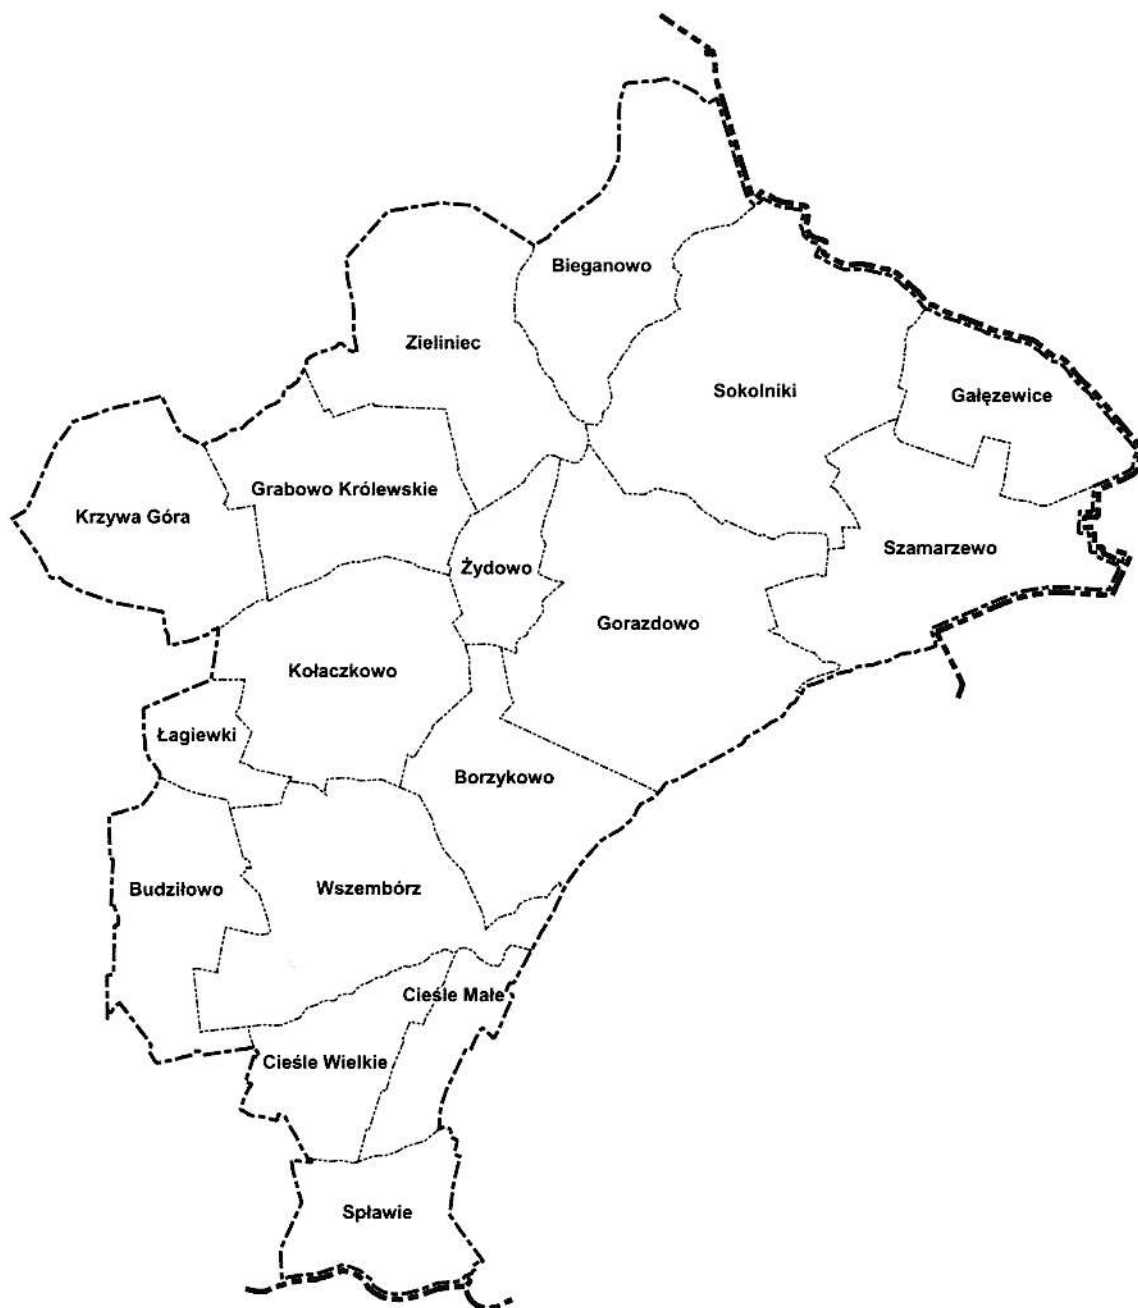 Bieganowo
Zieliniec
Sokolniki
Gałęzewice
Grabowo Królewskie
Krzywa Góra
Szamarzewo
Żydowo
Gorazdowo
Kołaczkowo
Łagiewki
Borzykowo
Budziłowo
Wszembórz
Cieśle Małe
Cieśle Wielkie
Spławie